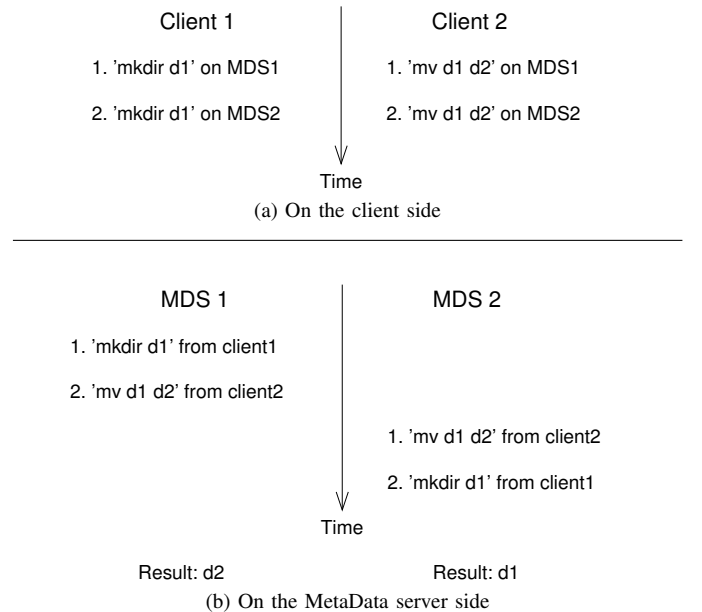 Client 1
Client 2
1. 'mkdir d1' on MDS1
1. 'mv d1 d2' on MDS1
2. 'mkdir d1' on MDS2
2. 'mv d1 d2' on MDS2
Time
(a) On the client side
MDS 1
MDS 2
1. 'mkdir d1' from client1
2. 'mv d1 d2' from client2
1. 'mv d1 d2' from client2
2. 'mkdir d1' from client1
Time
Result: d2
Result: d1
(b) On the MetaData server side